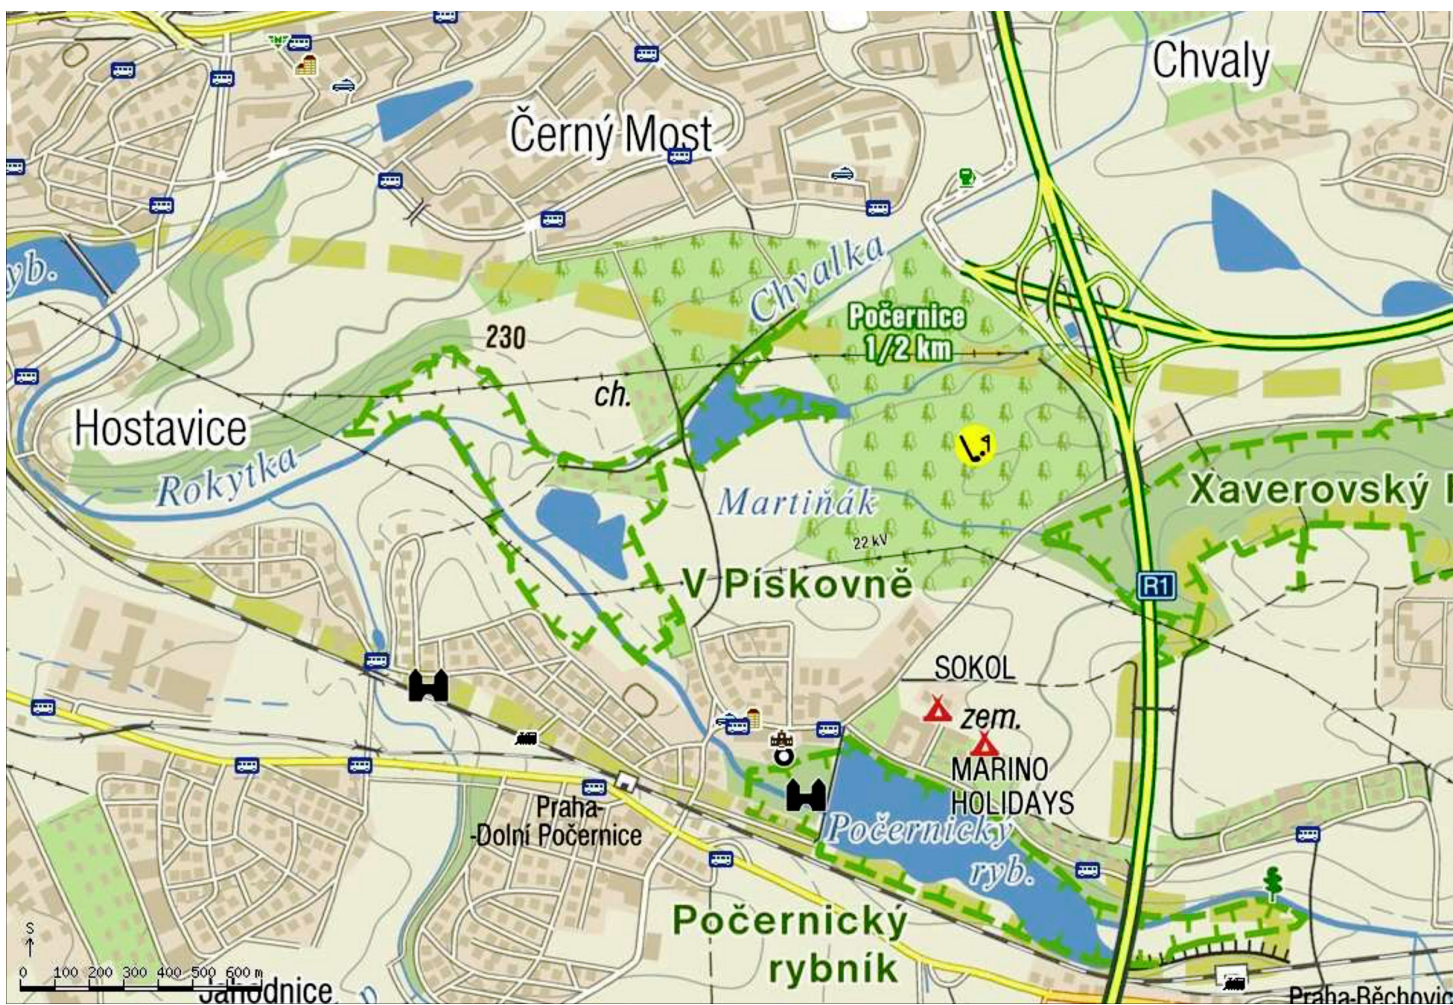 Chvaly
Černý Most
yb.
Chvalka
Počernice
1/2 km
230
ch.
Hostavice
Rokytka
Martiňák
Xaverovský h
22 kV
V Pískovně
R1
SOKOL
zem.
MARINO
HOLIDAYS
Praha-
-Dolní Počernice
Počernický
ryb.
Počernický
rybník
S
0 100 200 300 400 500 600 m
Jahodnice
Praha-Běchovic